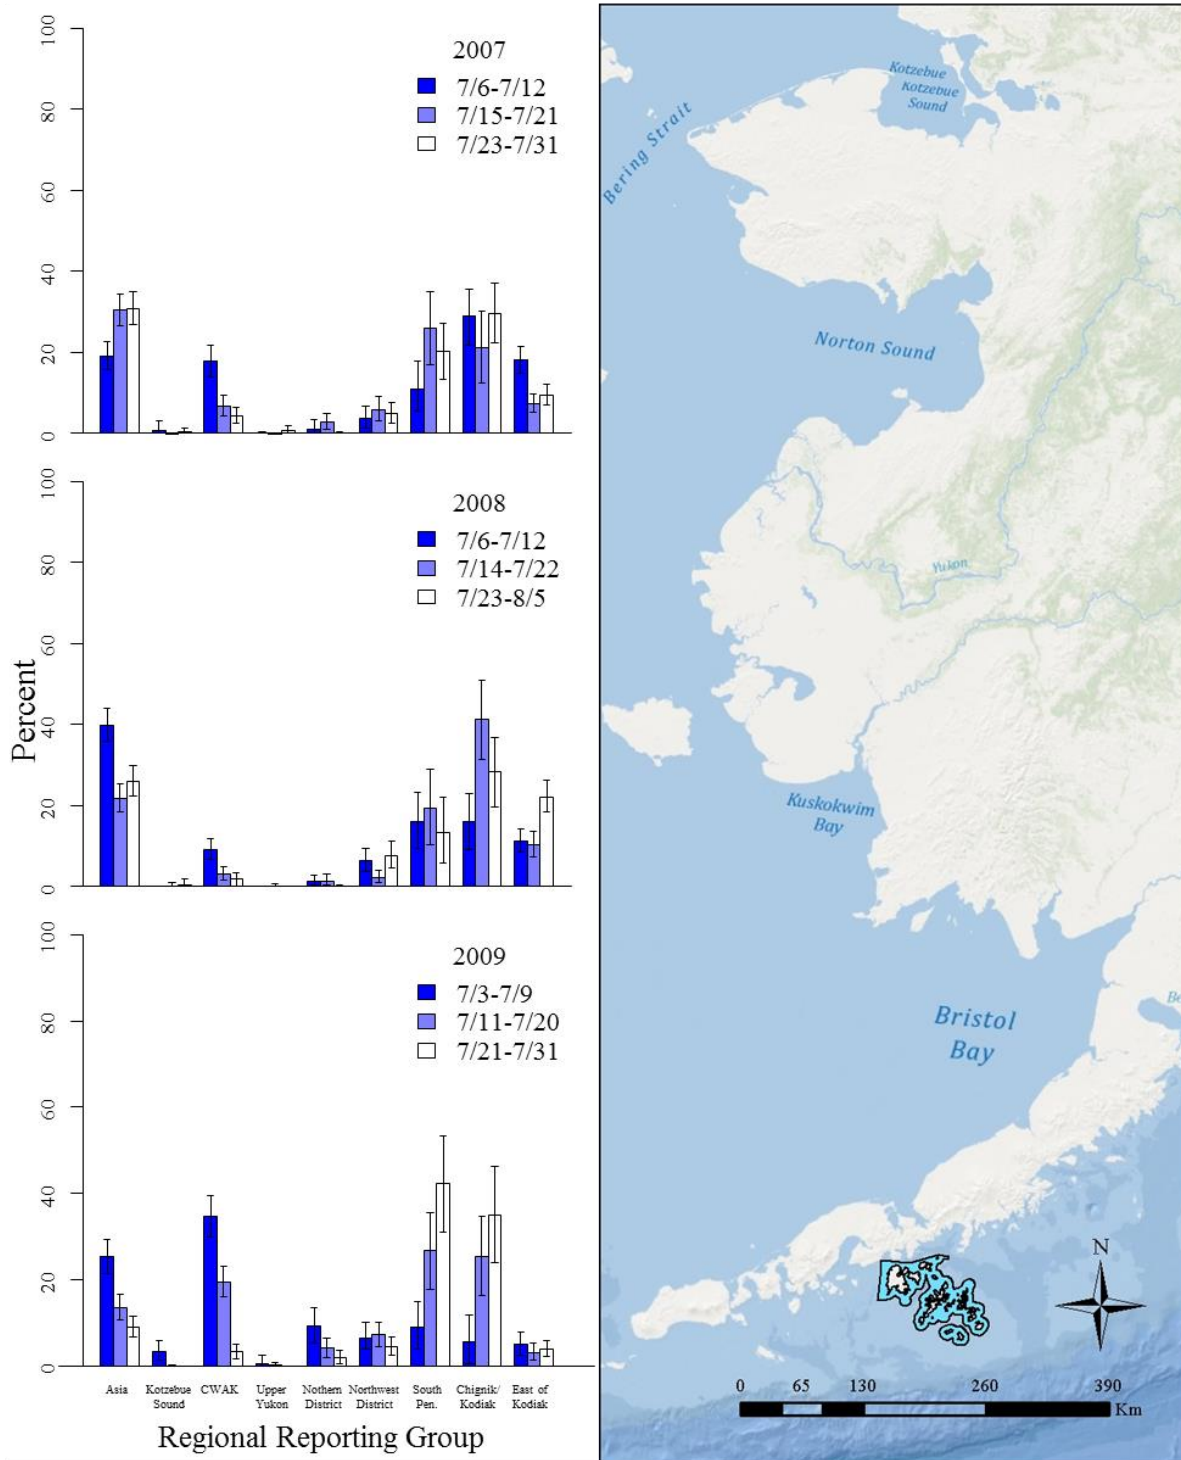 100
80
60
40
20
0
2007
7/6-7/12
7/15-7/21
7/23-7/31
100
80
60
40
20
0
2008
7/6-7/12
7/14-7/22
7/23-8/5
Percent
100
80
60
40
20
0
2009
7/3-7/9
7/11-7/20
7/21-7/31
Asia
Kotzebue
Sound
CWAK
Upper
Yukon
Nothern
District
Northwest
District
South
Pen.
Chignik/
Kodiak
East of
Kodiak
Regional Reporting Group
Kotzebue
Kotzebue
Sound
Bering Strait
Norton Sound
Yukon
Kuskokwim
Bay
Bristol
Bay
Be
N
0 65 130 260 390
Km